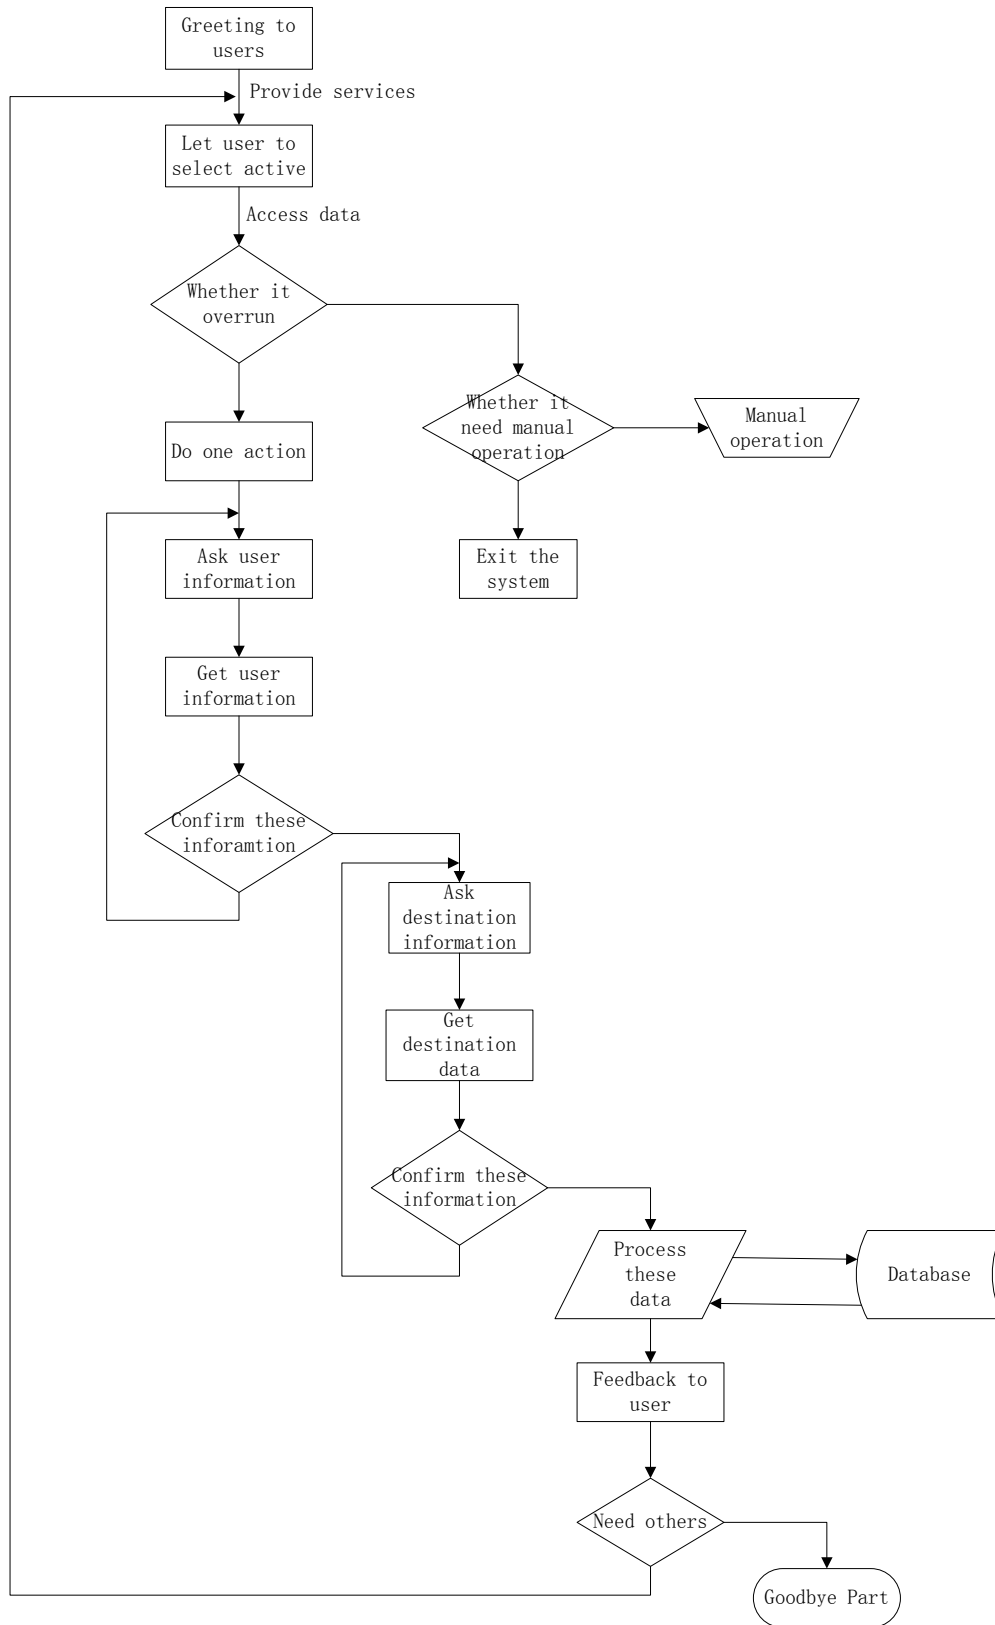 Greeting to
users
Provide services
Let user to
select active
Access data
Whether it
overrun
Whether it
need manual
operation
Manual
operation
Do one action
Ask user
information
Exit the
system
Get user
information
Confirm these
inforamtion
Ask
destination
information
Get
destination
data
Confirm these
information
Process
these
data
Database
Feedback to
user
Need others
Goodbye Part